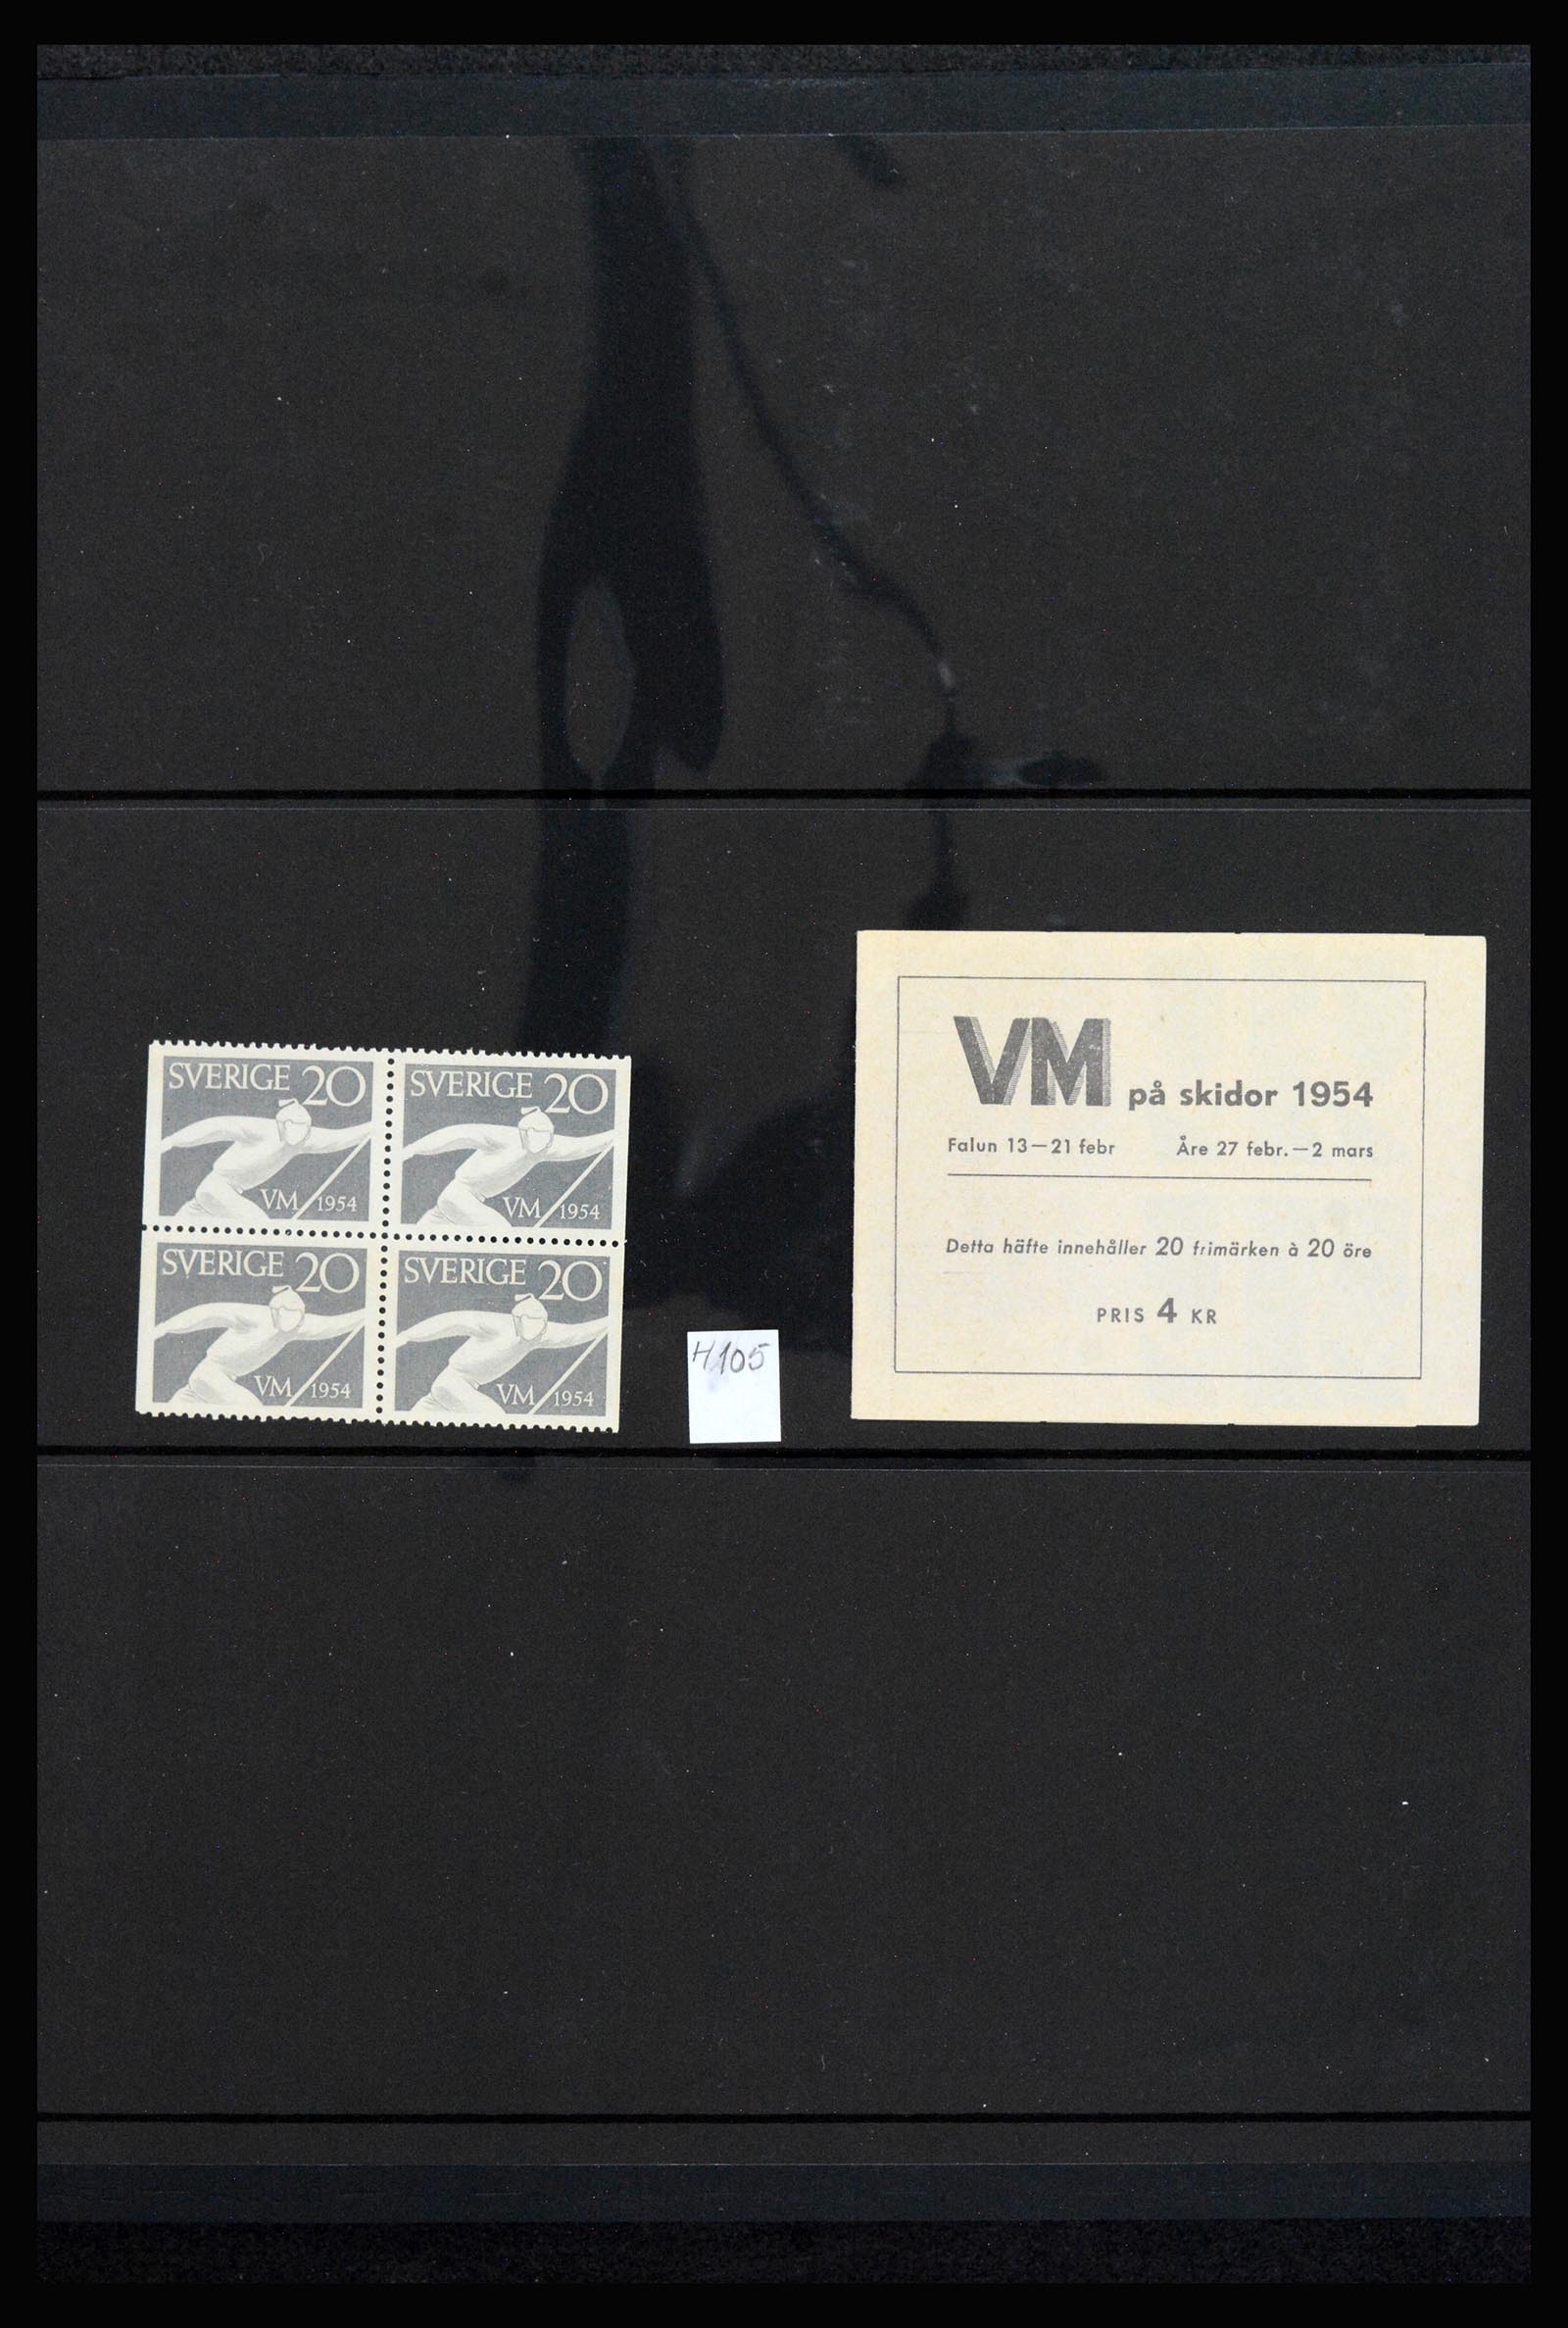 SVERIGE 20
VM 1954
SVERIGE 20
VM 1954
SVERIGE 20
VM 1954
SVERIGE 20
VM 1954
H105
VM på skidor 1954
Falun 13—21 febr Åre 27 febr.—2 mars
Detta häfte innehåller 20 frimärken à 20 öre
PRIS 4 KR